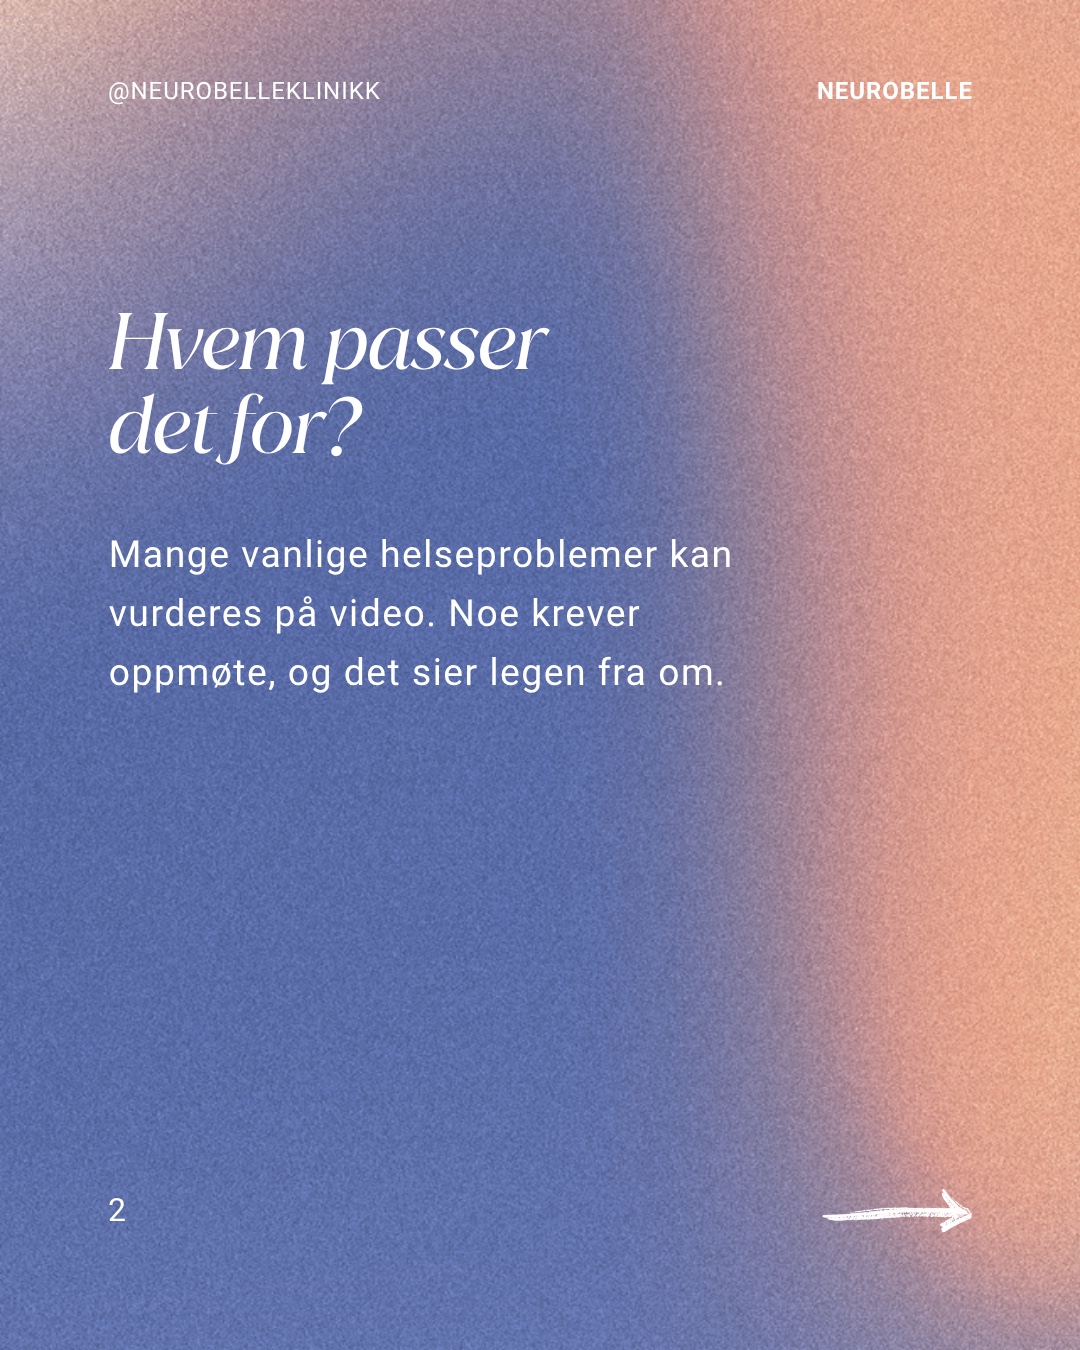 @NEUROBELLEKLINIKK
NEUROBELLE
Hvem passer
det for?
Mange vanlige helseproblemer kan
vurderes på video. Noe krever
oppmøte, og det sier legen fra om.
2